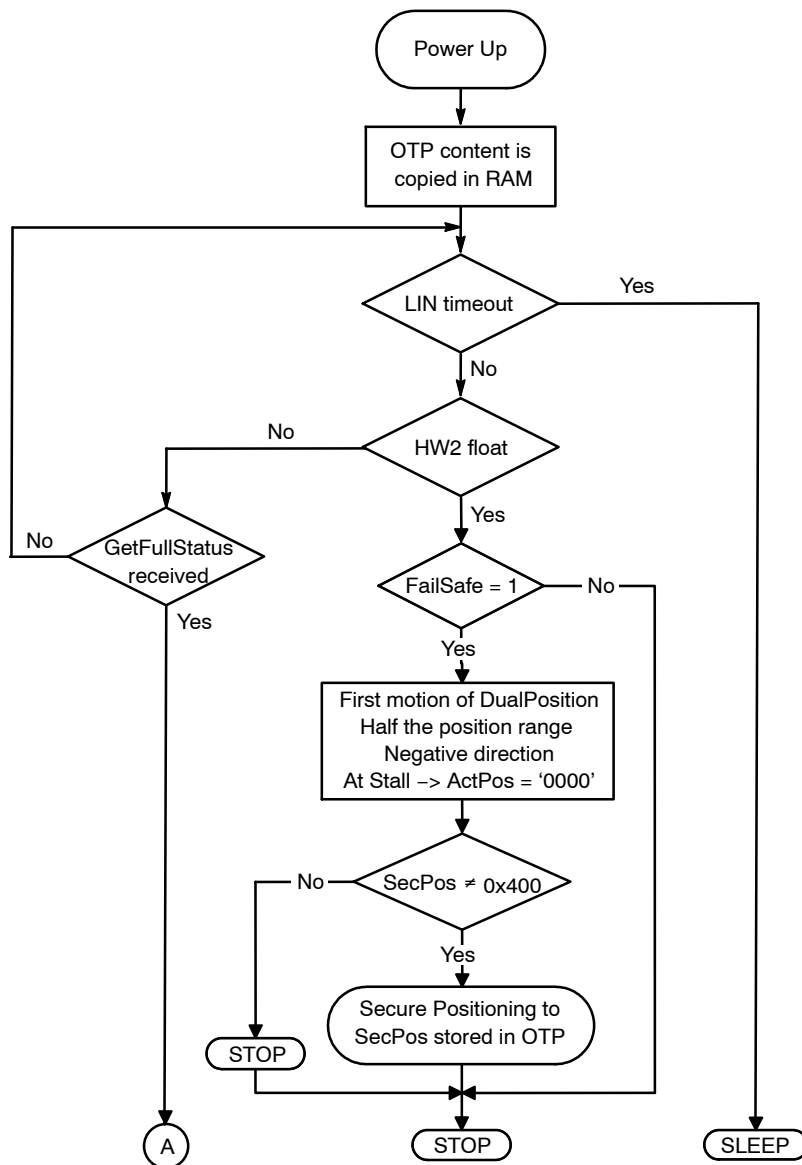 Power Up
OTP content is
copied in RAM
LIN timeout
Yes
No
HW2 float
No
Yes
GetFullStatus
received
No
Yes
FailSafe = 1
No
Yes
First motion of DualPosition
Half the position range
Negative direction
At Stall −> ActPos = ‘0000’
SecPos ≠ 0x400
No
Yes
Secure Positioning to
SecPos stored in OTP
STOP
A
STOP
SLEEP